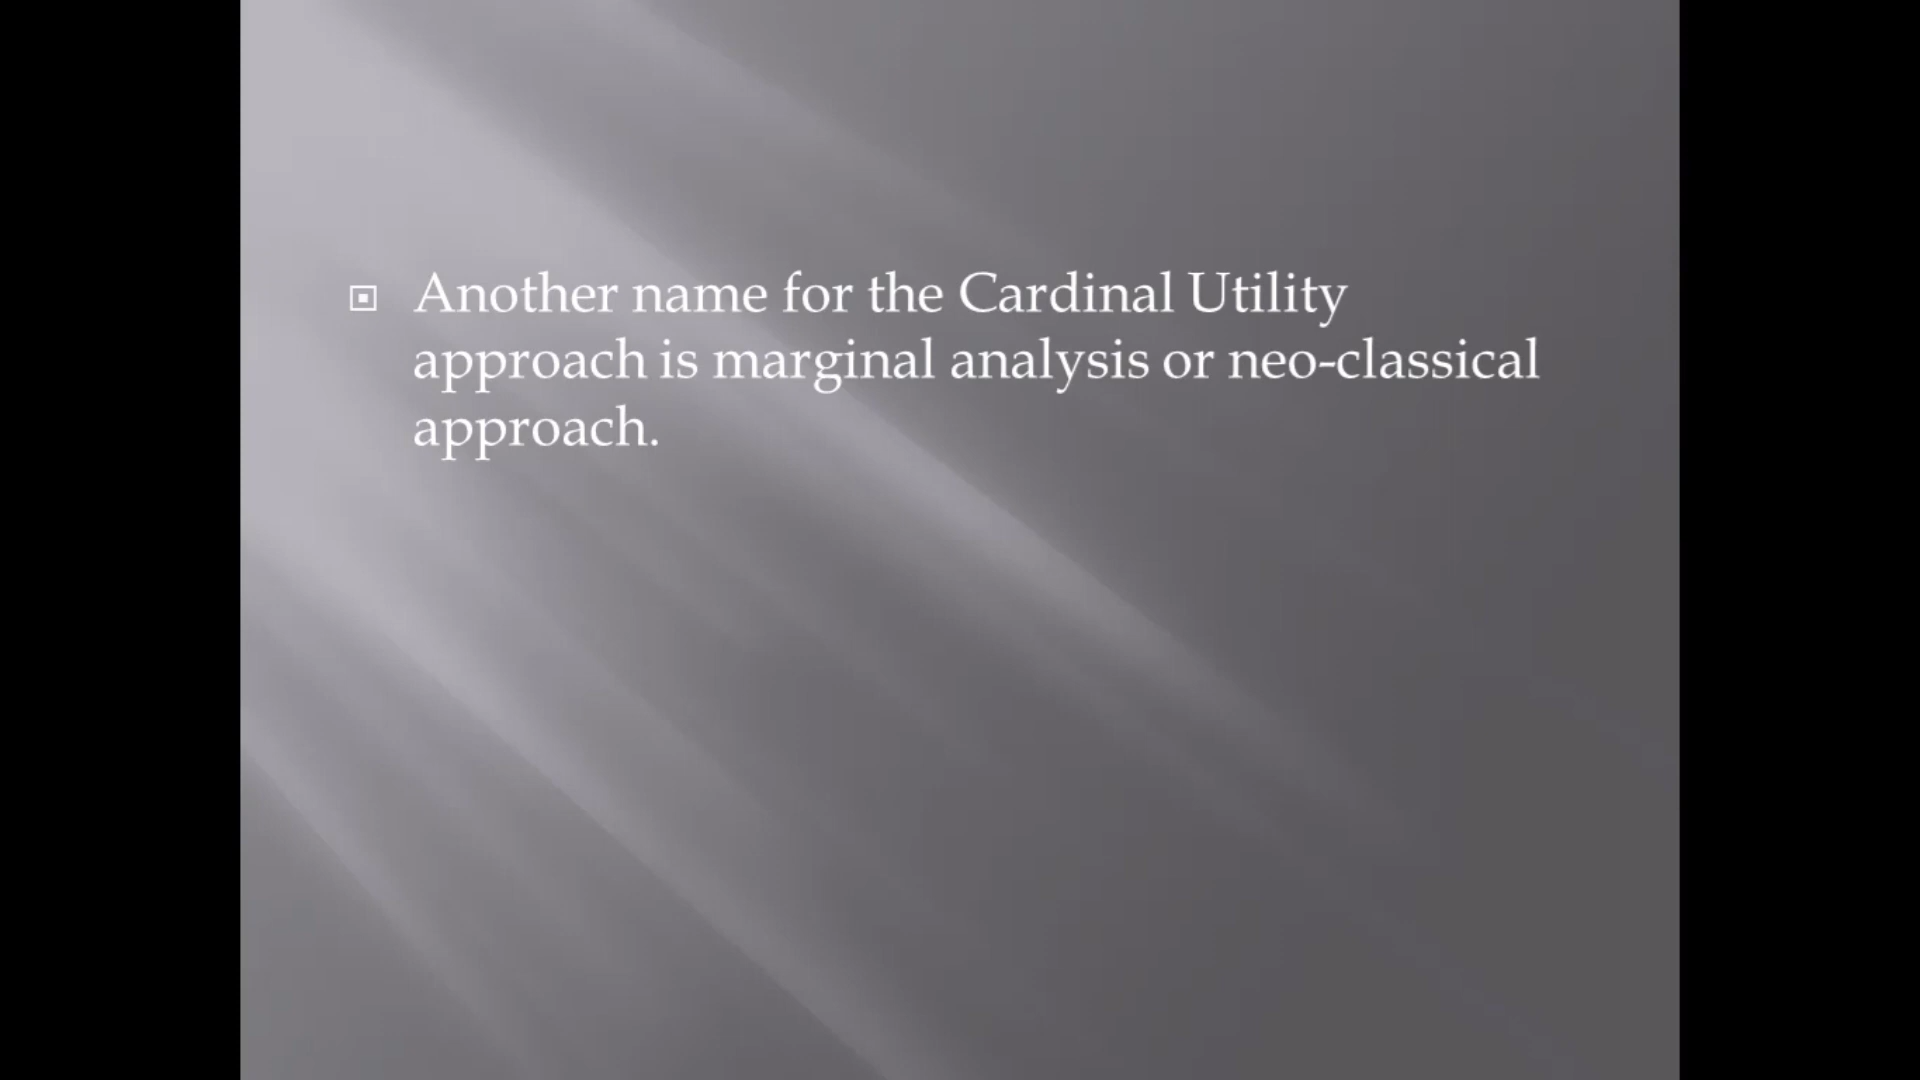 Another name for the Cardinal Utility
approach is marginal analysis or neo-classical
approach.